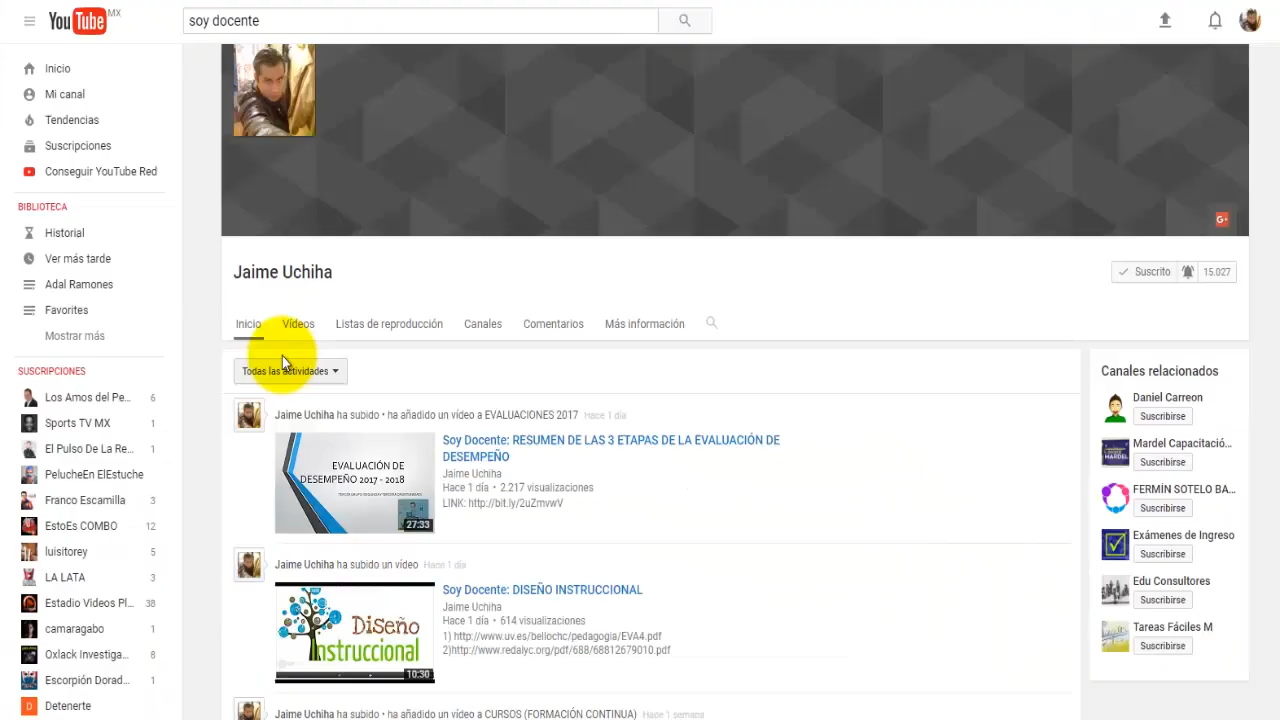 YouTube MX
soy docente
Inicio
Mi canal
Tendencias
Suscripciones
Conseguir YouTube Red
BIBLIOTECA
Historial
Ver más tarde
Adal Ramones
Favorites
Mostrar más
SUSCRIPCIONES
Los Amos del Pe... 6
Sports TV MX 1
El Pulso De La Re... 1
PelucheEn ElEstuche
Franco Escamilla 3
EstoEs COMBO 12
luisitorey 5
LA LATA 3
Estadio Videos Pl... 38
camaragabo 1
Oxlack Investiga... 8
Escorpión Dorad... 1
D Detenerte
G+
Jaime Uchiha
Suscrito 15.027
Inicio Vídeos Listas de reproducción Canales Comentarios Más información
Todas las actividades
Jaime Uchiha ha subido • ha añadido un vídeo a EVALUACIONES 2017 Hace 1 día
EVALUACIÓN DE
DESEMPEÑO 2017 - 2018
27:33
Soy Docente: RESUMEN DE LAS 3 ETAPAS DE LA EVALUACIÓN DE
DESEMPEÑO
Jaime Uchiha
Hace 1 día • 2.217 visualizaciones
LINK: http://bit.ly/2uZmvwV
Jaime Uchiha ha subido un vídeo Hace 1 día
Diseño
Instruccional
10:30
Soy Docente: DISEÑO INSTRUCCIONAL
Jaime Uchiha
Hace 1 día • 614 visualizaciones
1) http://www.uv.es/bellochc/pedagogia/EVA4.pdf
2)http://www.redalyc.org/pdf/688/68812679010.pdf
Jaime Uchiha ha subido • ha añadido un vídeo a CURSOS (FORMACIÓN CONTINUA) Hace 1 semana
Canales relacionados
Daniel Carreon
Suscribirse
Mardel Capacitació...
Suscribirse
FERMÍN SOTELO BA...
Suscribirse
Exámenes de Ingreso
Suscribirse
Edu Consultores
Suscribirse
Tareas Fáciles M
Suscribirse